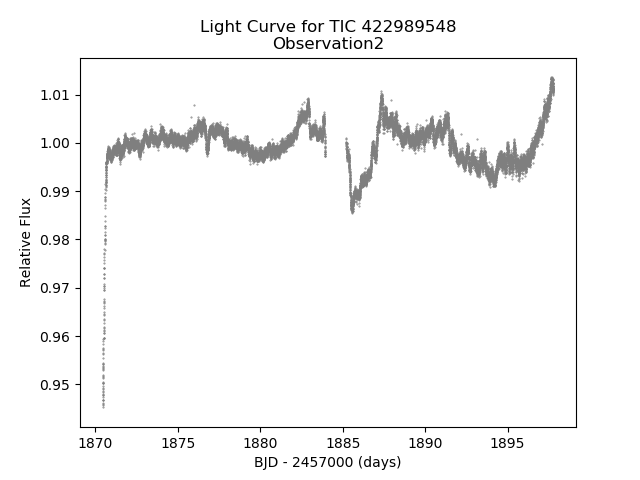 Light Curve for TIC 422989548
Observation2
1.01
1.00
0.99
0.98
0.97
0.96
0.95
Relative Flux
1870 1875 1880 1885 1890 1895
BJD - 2457000 (days)